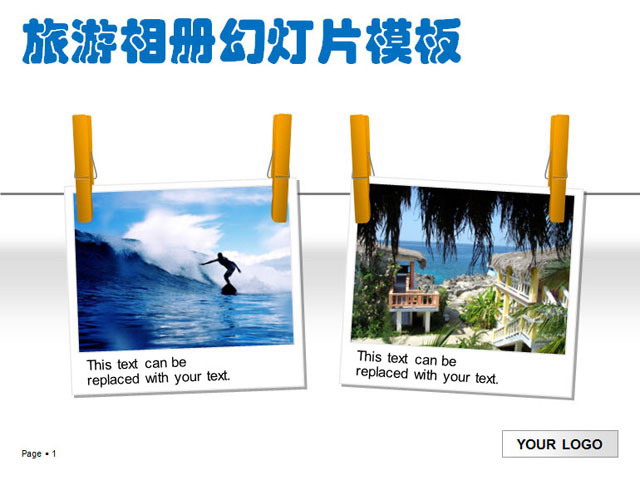 旅游相册幻灯片模板
This text can be
replaced with your text.
This text can be
replaced with your text.
Page ▪ 1
YOUR LOGO